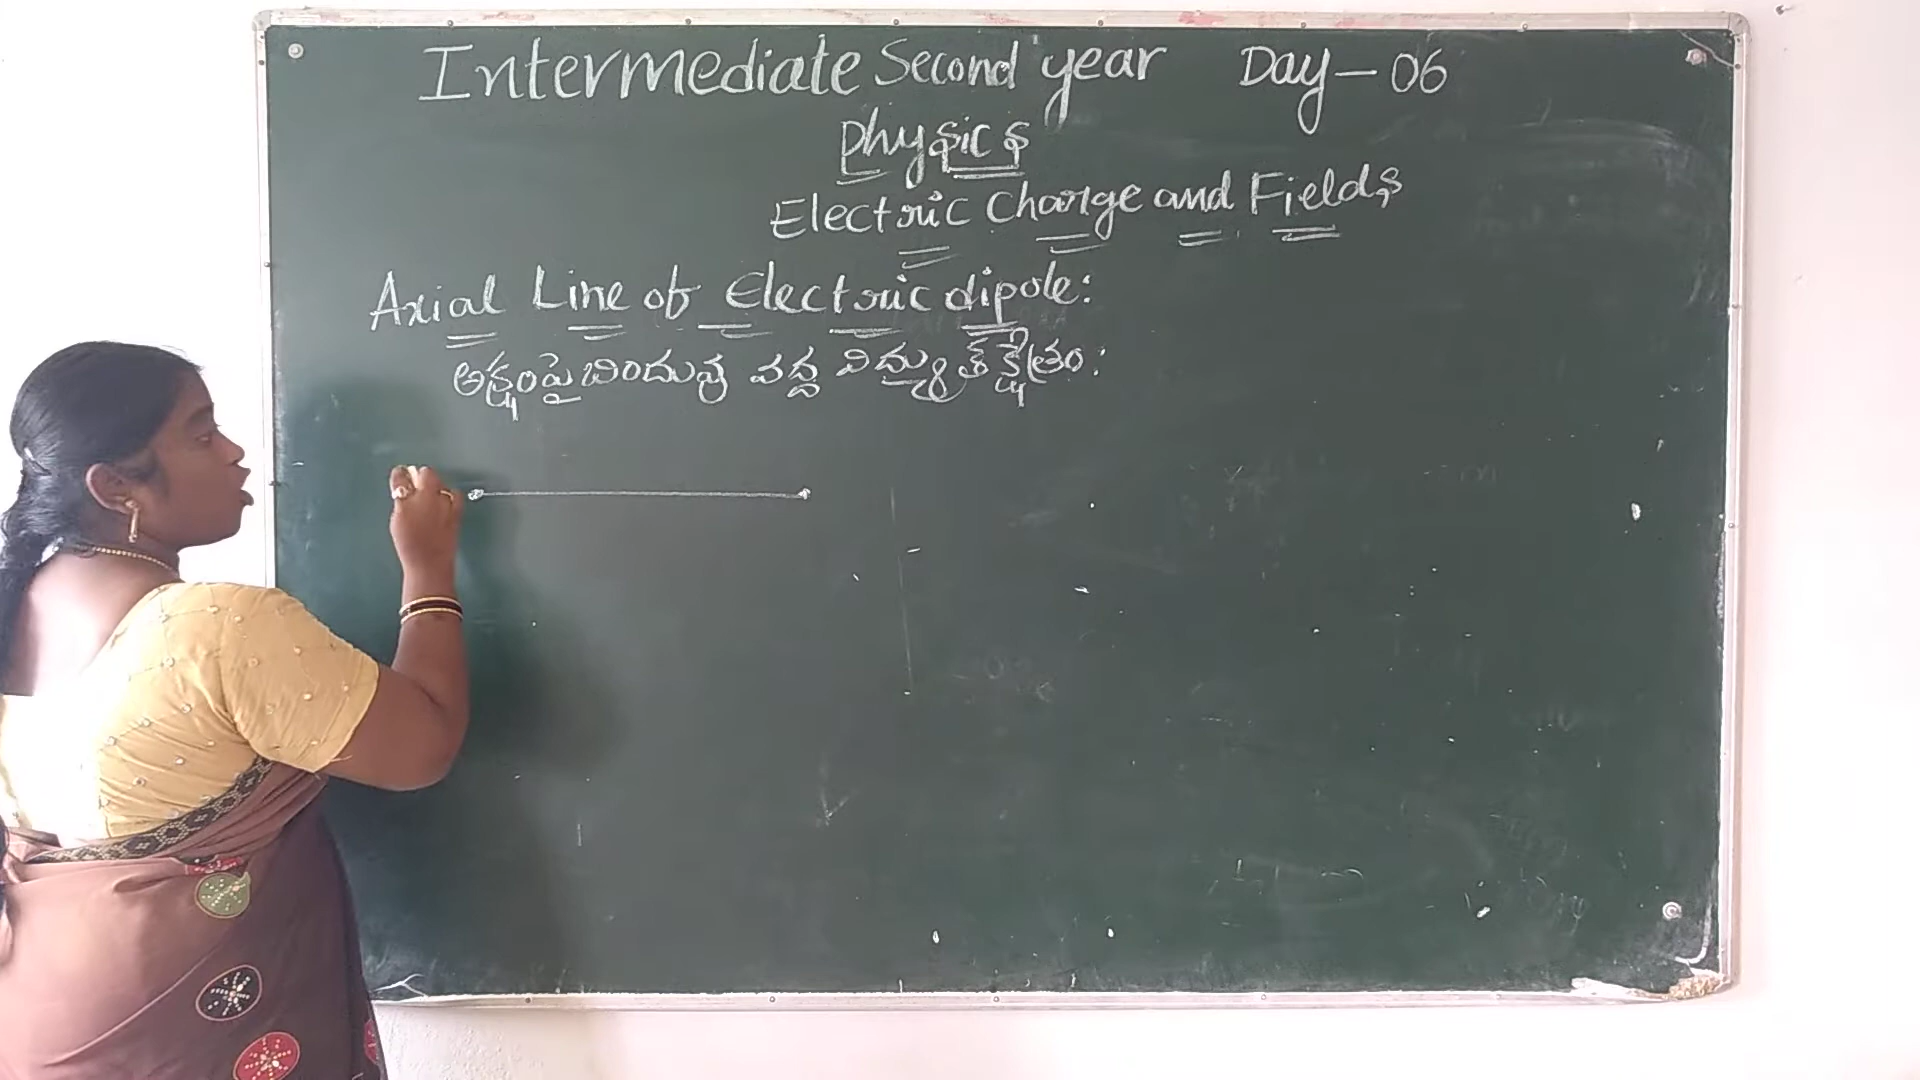 Intermediate Second year Day-06
Physics
Electric Charge and Fields
Axial Line of Electric dipole:
అక్షంపై బిందువు వద్ద విద్యుత్ క్షేత్రం: